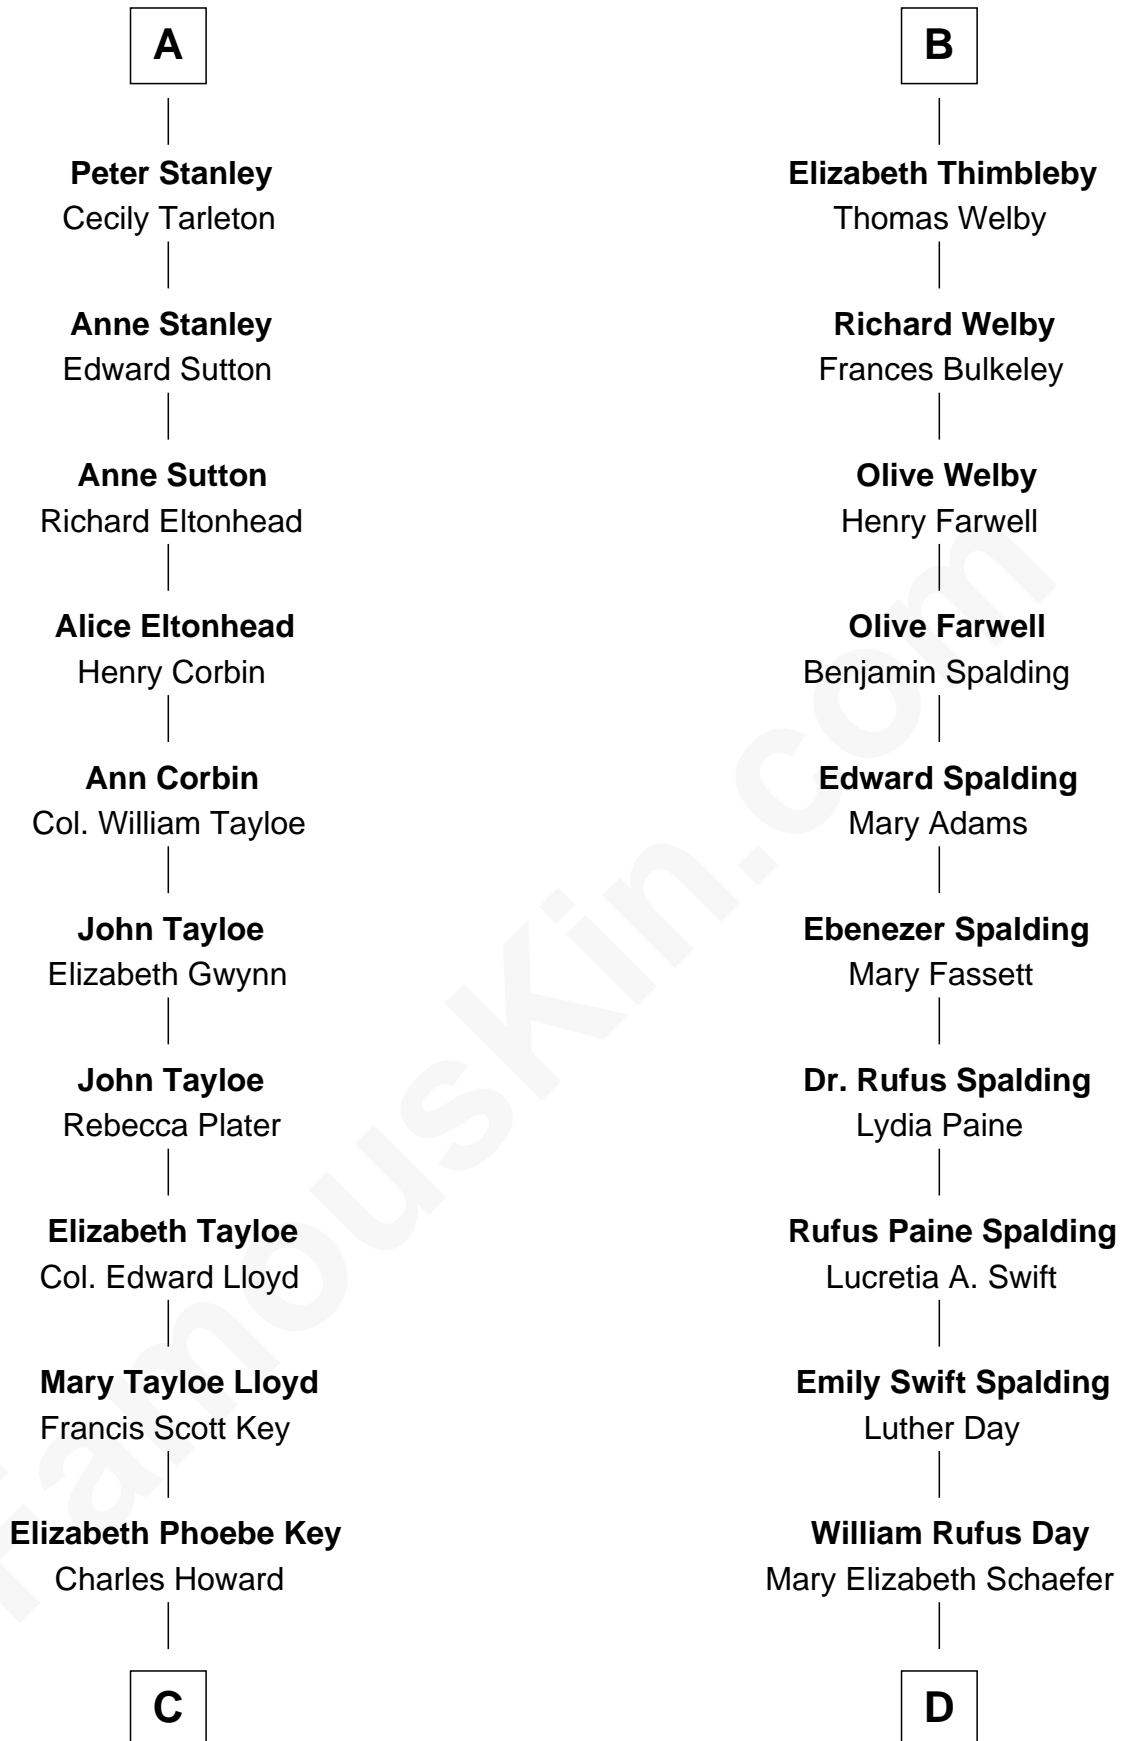 A
Peter Stanley
Cecily Tarleton
Anne Stanley
Edward Sutton
Anne Sutton
Richard Eltonhead
Alice Eltonhead
Henry Corbin
Ann Corbin
Col. William Tayloe
John Tayloe
Elizabeth Gwynn
John Tayloe
Rebecca Plater
Elizabeth Tayloe
Col. Edward Lloyd
Mary Tayloe Lloyd
Francis Scott Key
Elizabeth Phoebe Key
Charles Howard
C
B
Elizabeth Thimbleby
Thomas Welby
Richard Welby
Frances Bulkeley
Olive Welby
Henry Farwell
Olive Farwell
Benjamin Spalding
Edward Spalding
Mary Adams
Ebenezer Spalding
Mary Fassett
Dr. Rufus Spalding
Lydia Paine
Rufus Paine Spalding
Lucretia A. Swift
Emily Swift Spalding
Luther Day
William Rufus Day
Mary Elizabeth Schaefer
D
FamousKin.com